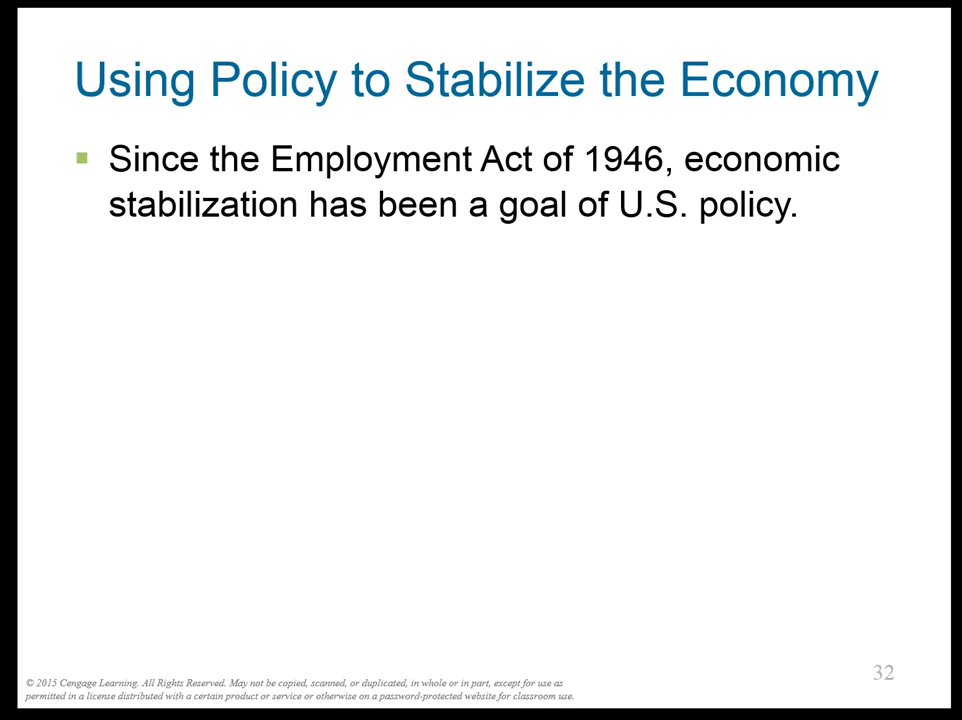 Using Policy to Stabilize the Economy
Since the Employment Act of 1946, economic
stabilization has been a goal of U.S. policy.
32
© 2015 Cengage Learning. All Rights Reserved. May not be copied, scanned, or duplicated, in whole or in part, except for use as
permitted in a license distributed with a certain product or service or otherwise on a password-protected website for classroom use.